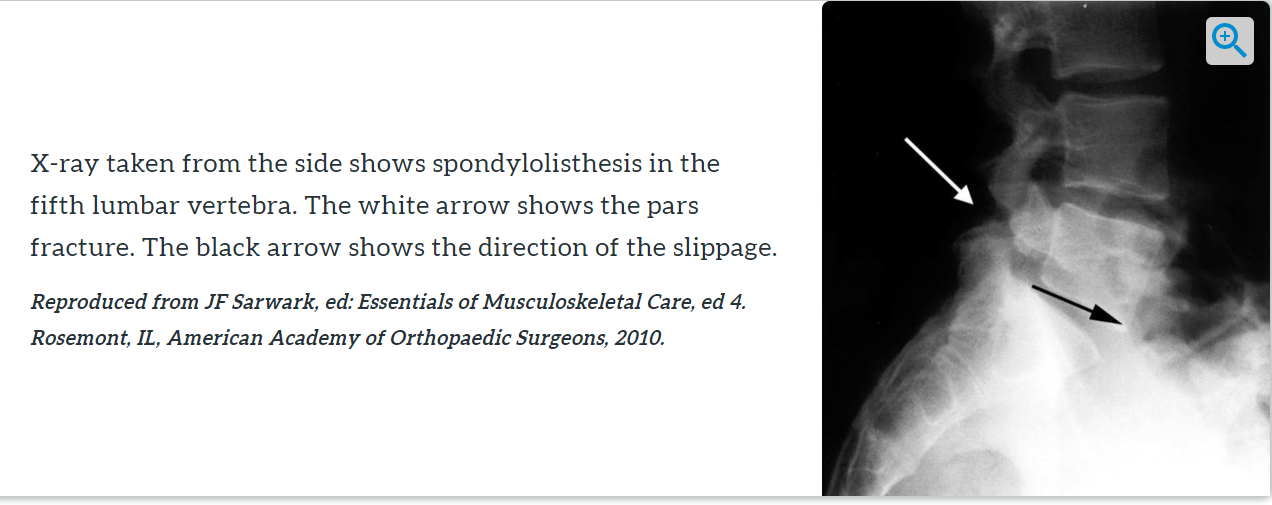 X-ray taken from the side shows spondylolisthesis in the
fifth lumbar vertebra. The white arrow shows the pars
fracture. The black arrow shows the direction of the slippage.
Reproduced from JF Sarwark, ed: Essentials of Musculoskeletal Care, ed 4.
Rosemont, IL, American Academy of Orthopaedic Surgeons, 2010.